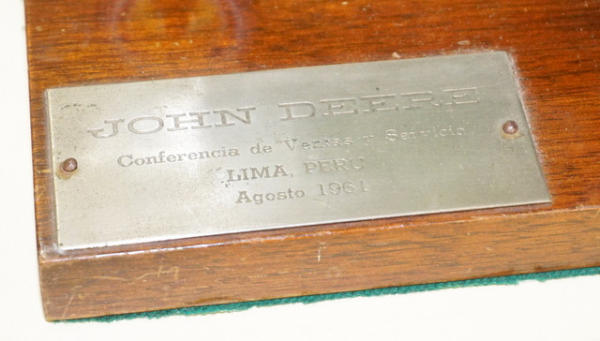 JOHN DEERE
Conferencia de Ventas y Servicio
LIMA, PERU
Agosto 1961